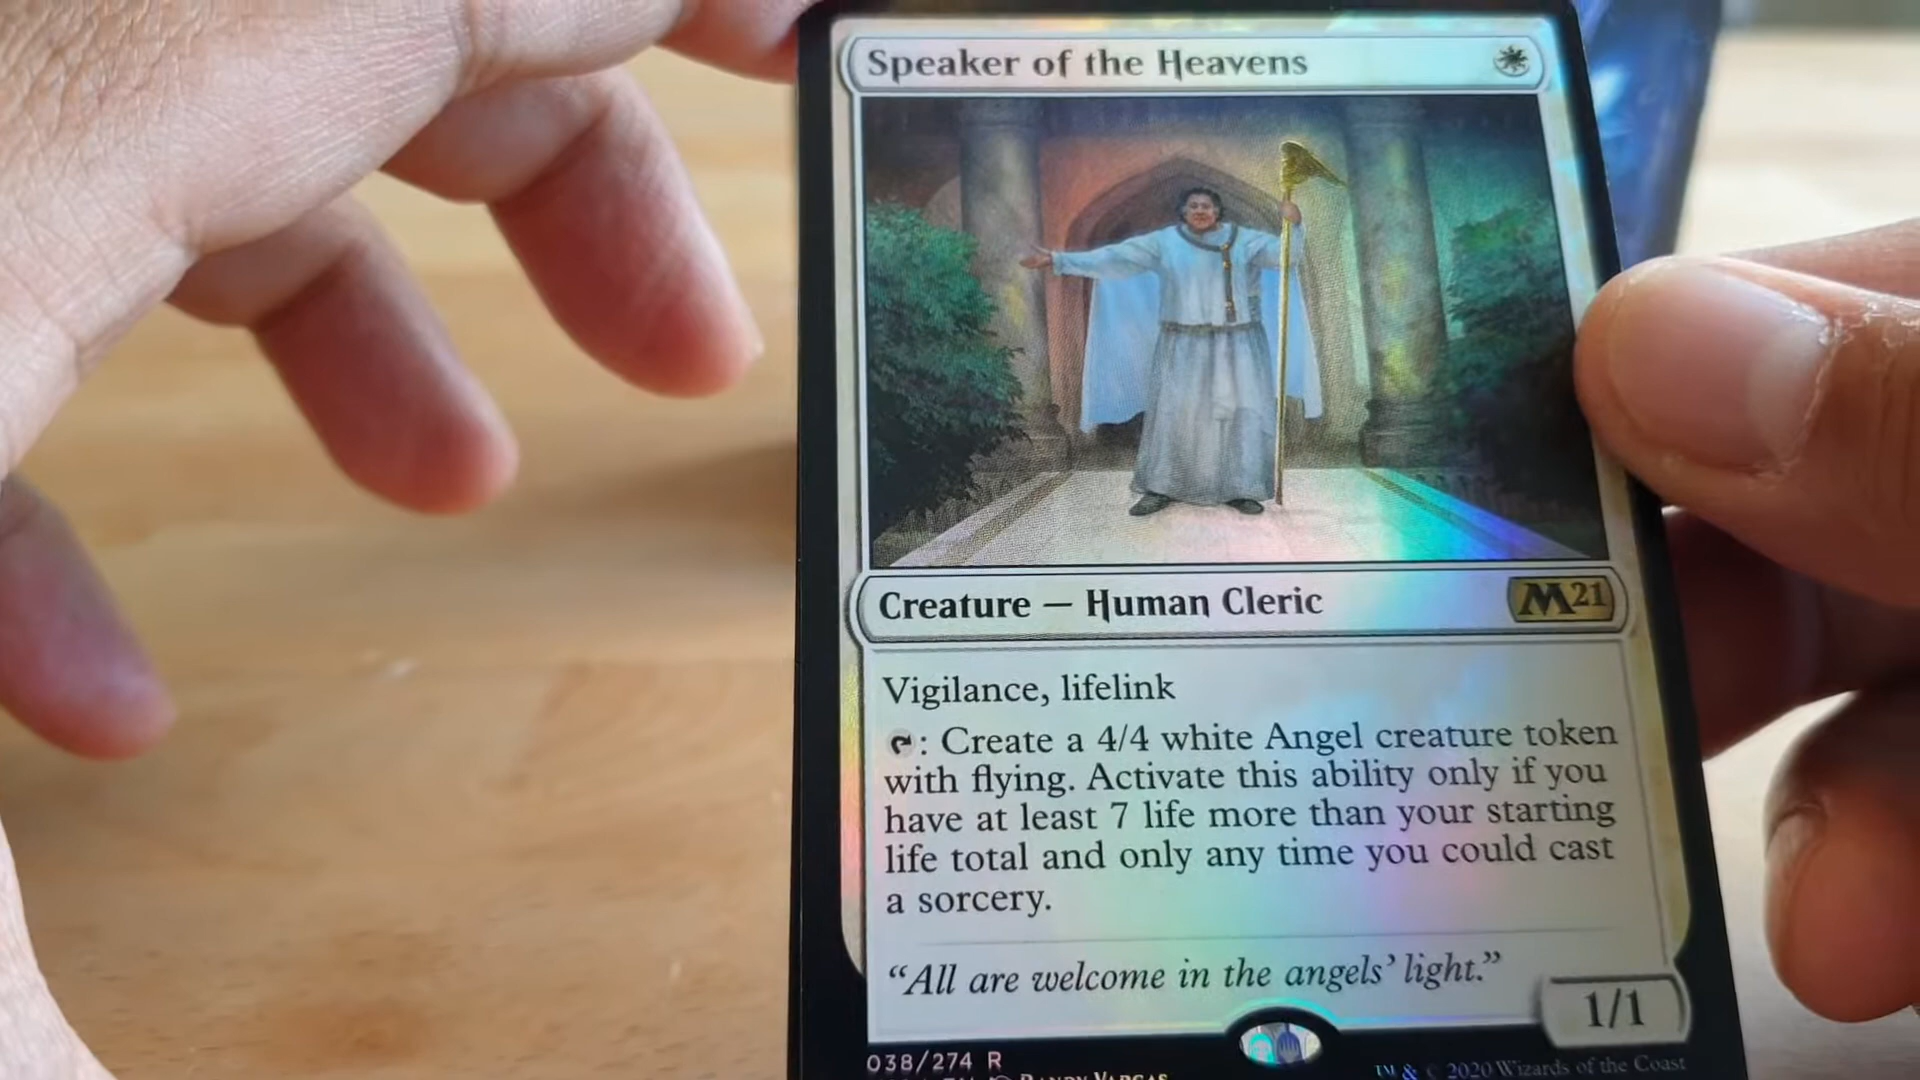 Speaker of the Heavens
Creature — Human Cleric
M21
Vigilance, lifelink
: Create a 4/4 white Angel creature token
with flying. Activate this ability only if you
have at least 7 life more than your starting
life total and only any time you could cast
a sorcery.
“All are welcome in the angels’ light.”
1/1
038/274 R
Randy Vargas
™ & © 2020 Wizards of the Coast